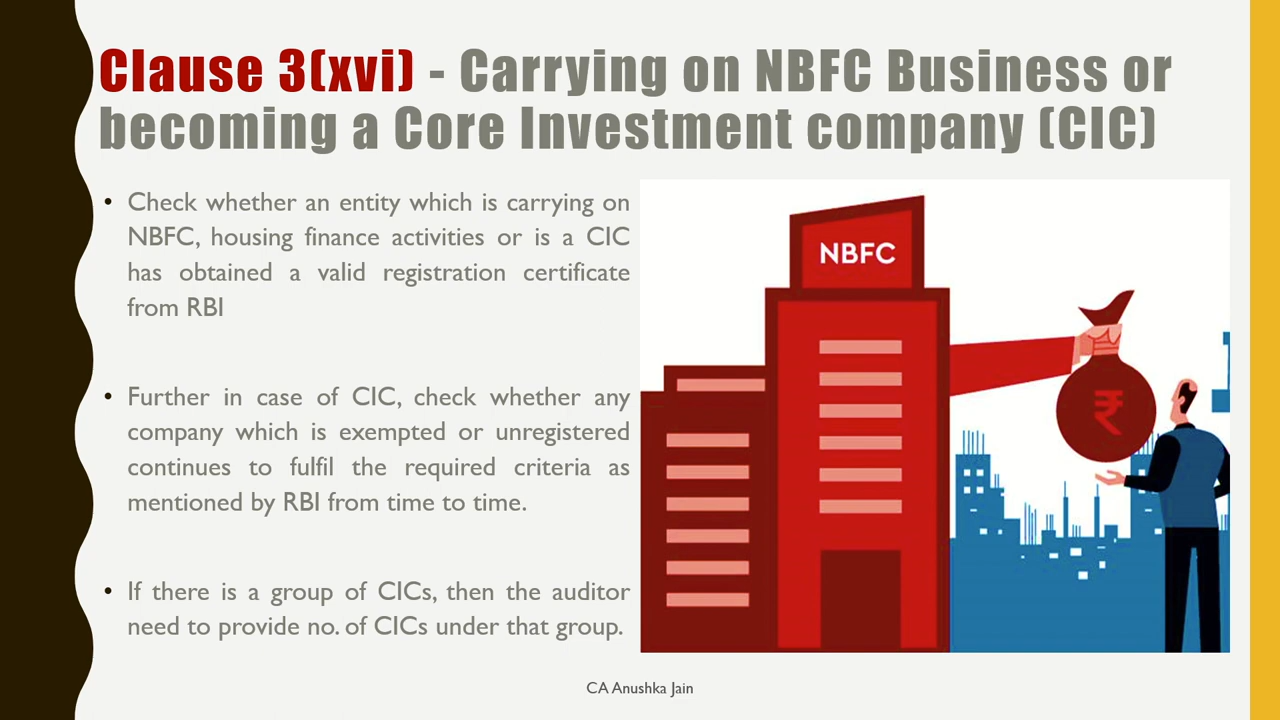 Clause 3(xvi) - Carrying on NBFC Business or
becoming a Core Investment company (CIC)
• Check whether an entity which is carrying on
NBFC, housing finance activities or is a CIC
has obtained a valid registration certificate
from RBI
• Further in case of CIC, check whether any
company which is exempted or unregistered
continues to fulfil the required criteria as
mentioned by RBI from time to time.
• If there is a group of CICs, then the auditor
need to provide no. of CICs under that group.
NBFC
₹
CA Anushka Jain